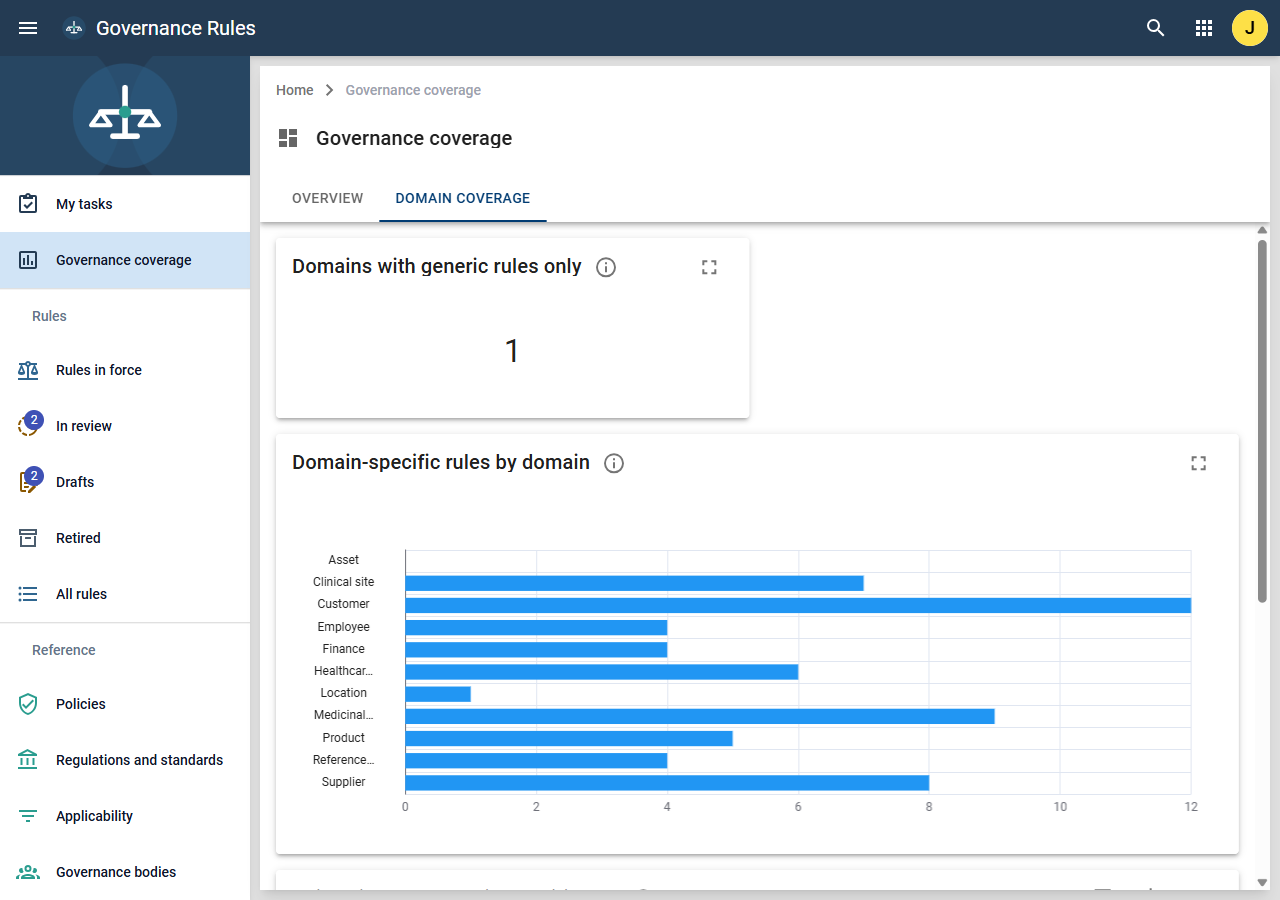 Governance Rules
J
Home
Governance coverage
Governance coverage
OVERVIEW
DOMAIN COVERAGE
My tasks
Governance coverage
Rules
Rules in force
2
In review
2
Drafts
Retired
All rules
Reference
Policies
Regulations and standards
Applicability
Governance bodies
Domains with generic rules only
1
Domain-specific rules by domain
Asset
Clinical site
Customer
Employee
Finance
Healthcar...
Location
Medicinal...
Product
Reference...
Supplier
0 2 4 6 8 10 12